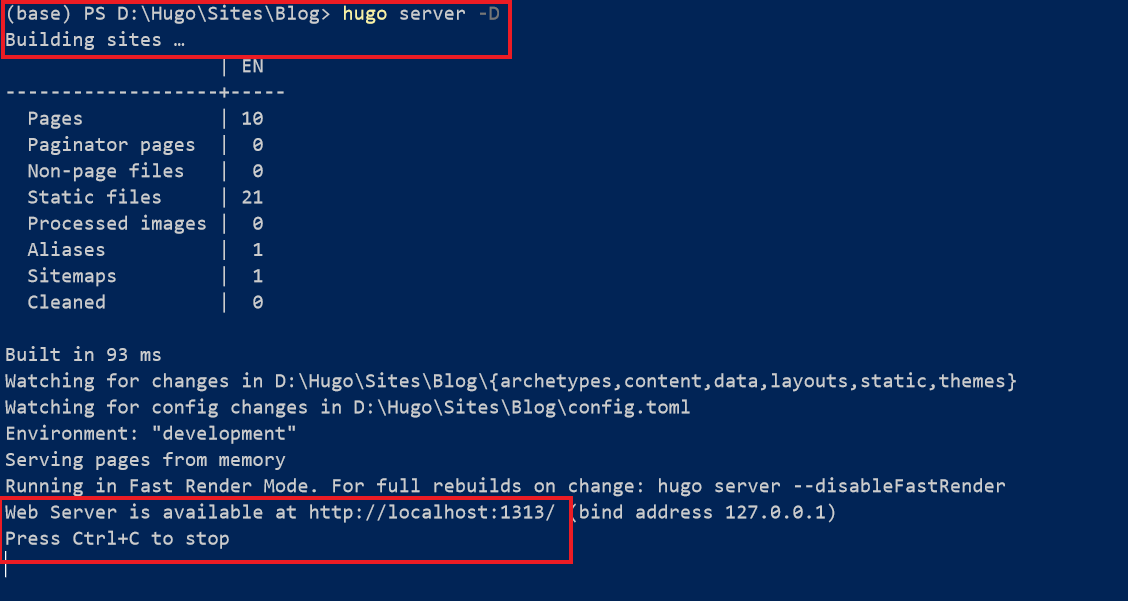 (base) PS D:\Hugo\Sites\Blog> hugo server -D
Building sites …
                   | EN
-------------------+-----
  Pages            | 10
  Paginator pages  |  0
  Non-page files   |  0
  Static files     | 21
  Processed images |  0
  Aliases          |  1
  Sitemaps         |  1
  Cleaned          |  0

Built in 93 ms
Watching for changes in D:\Hugo\Sites\Blog\{archetypes,content,data,layouts,static,themes}
Watching for config changes in D:\Hugo\Sites\Blog\config.toml
Environment: "development"
Serving pages from memory
Running in Fast Render Mode. For full rebuilds on change: hugo server --disableFastRender
Web Server is available at http://localhost:1313/ (bind address 127.0.0.1)
Press Ctrl+C to stop